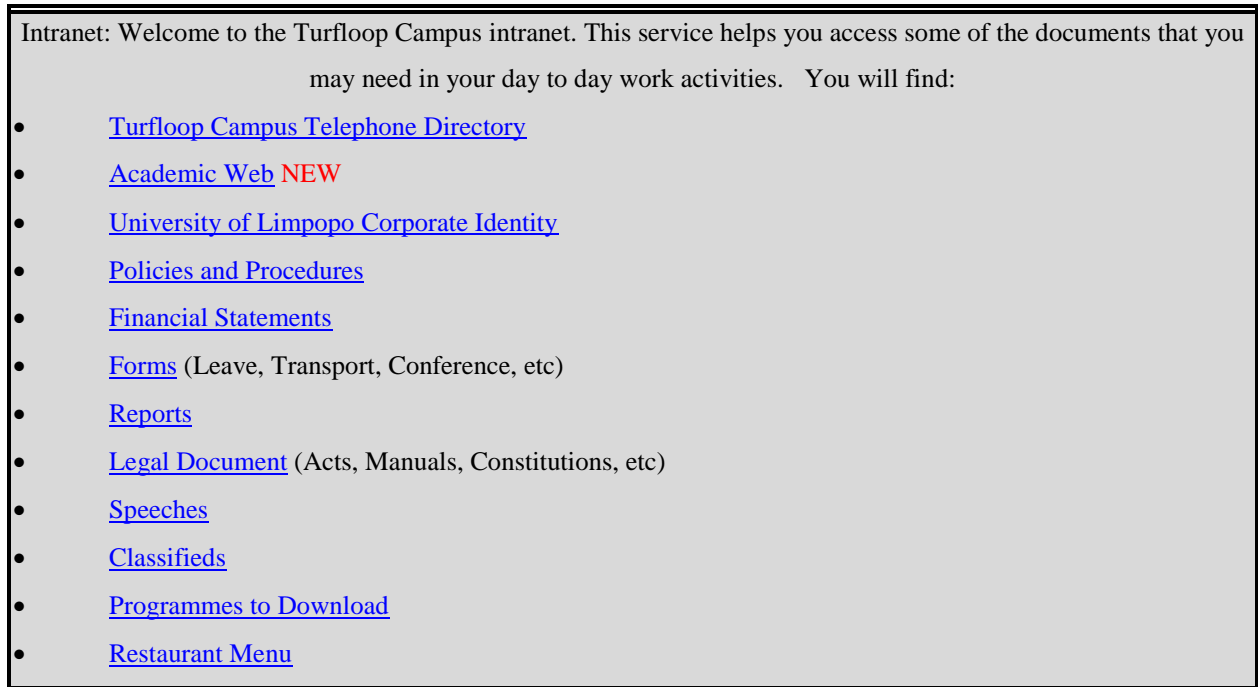 Intranet: Welcome to the Turfloop Campus intranet. This service helps you access some of the documents that you
may need in your day to day work activities.   You will find:
• Turfloop Campus Telephone Directory
• Academic Web NEW
• University of Limpopo Corporate Identity
• Policies and Procedures
• Financial Statements
• Forms (Leave, Transport, Conference, etc)
• Reports
• Legal Document (Acts, Manuals, Constitutions, etc)
• Speeches
• Classifieds
• Programmes to Download
• Restaurant Menu